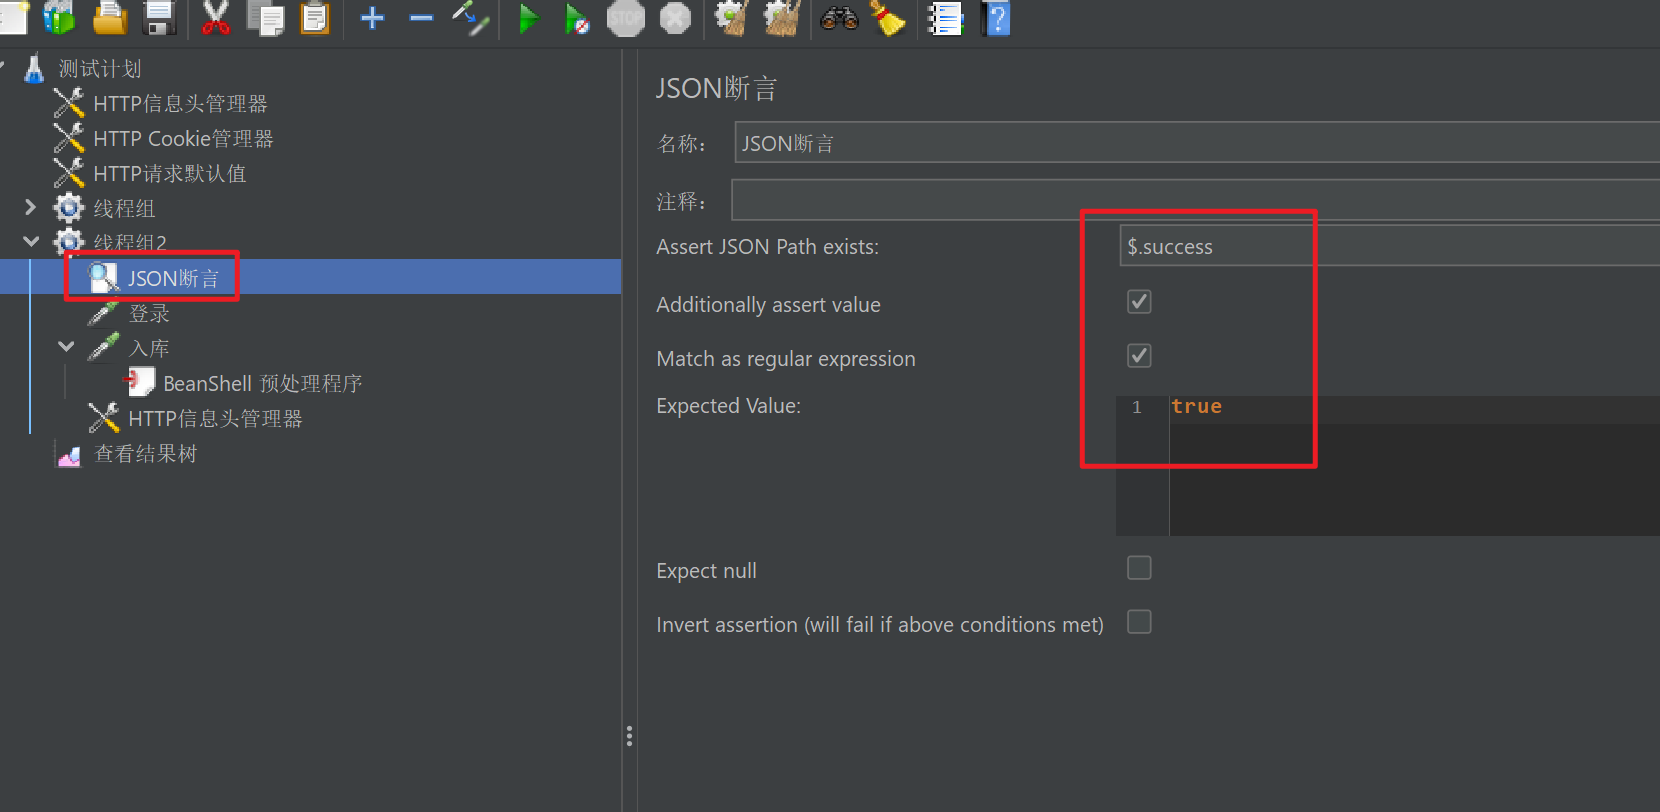 STOP
测试计划
HTTP信息头管理器
HTTP Cookie管理器
HTTP请求默认值
线程组
线程组2
JSON断言
登录
入库
BeanShell 预处理程序
HTTP信息头管理器
查看结果树
JSON断言
名称：
JSON断言
注释：
Assert JSON Path exists:
$.success
Additionally assert value
Match as regular expression
Expected Value:
1
true
Expect null
Invert assertion (will fail if above conditions met)